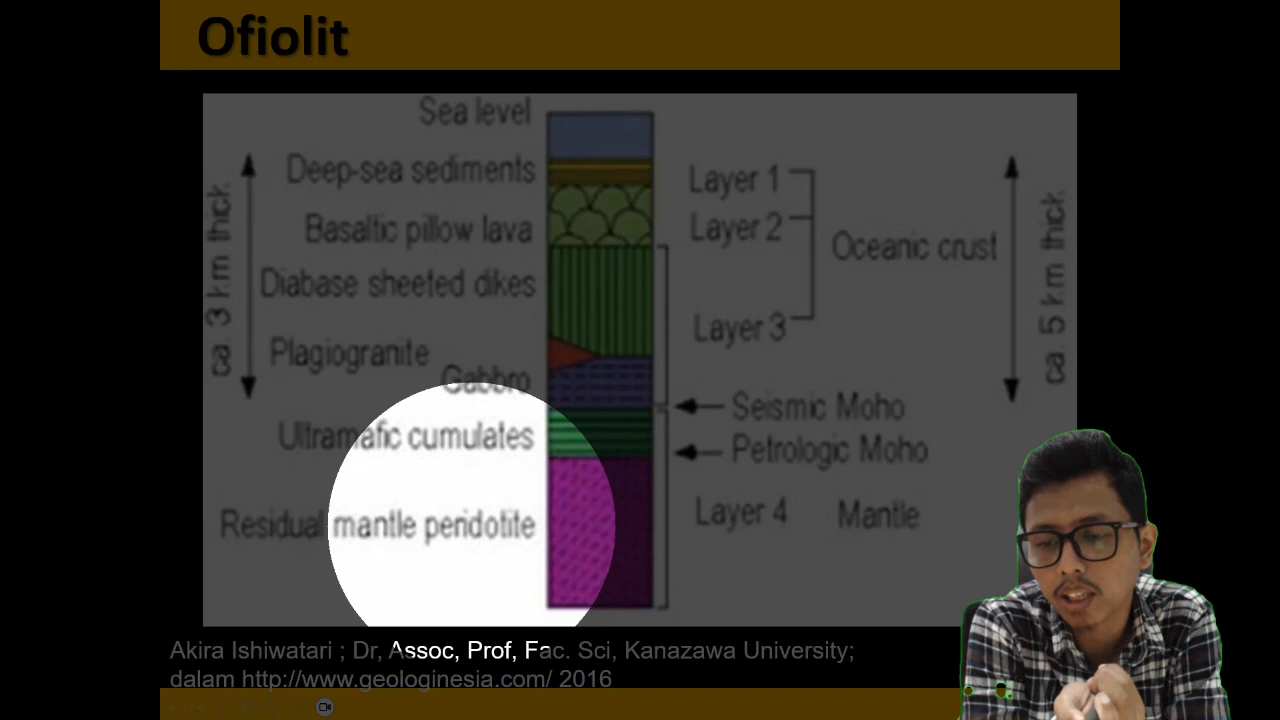 Ofiolit
Sea level
Deep-sea sediments
Basaltic pillow lava
Diabase sheeted dikes
Plagiogranite
Gabbro
Ultramafic cumulates
Residual mantle peridotite
ca. 3 km thick
Layer 1
Layer 2
Layer 3
Oceanic crust
ca. 5 km thick
Seismic Moho
Petrologic Moho
Layer 4 Mantle
Akira Ishiwatari ; Dr, Assoc, Prof, Fac. Sci, Kanazawa University;
dalam http://www.geologinesia.com/ 2016